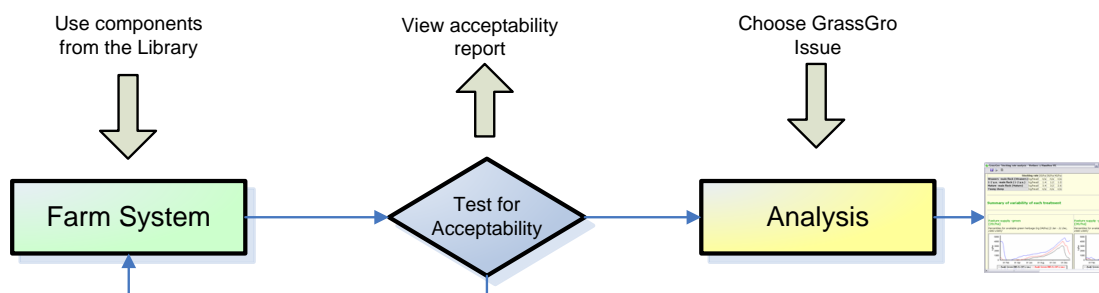 Use components
from the Library
View acceptability
report
Choose GrassGro
Issue
Farm System
Test for
Acceptability
Analysis
Summary of variability of each treatment